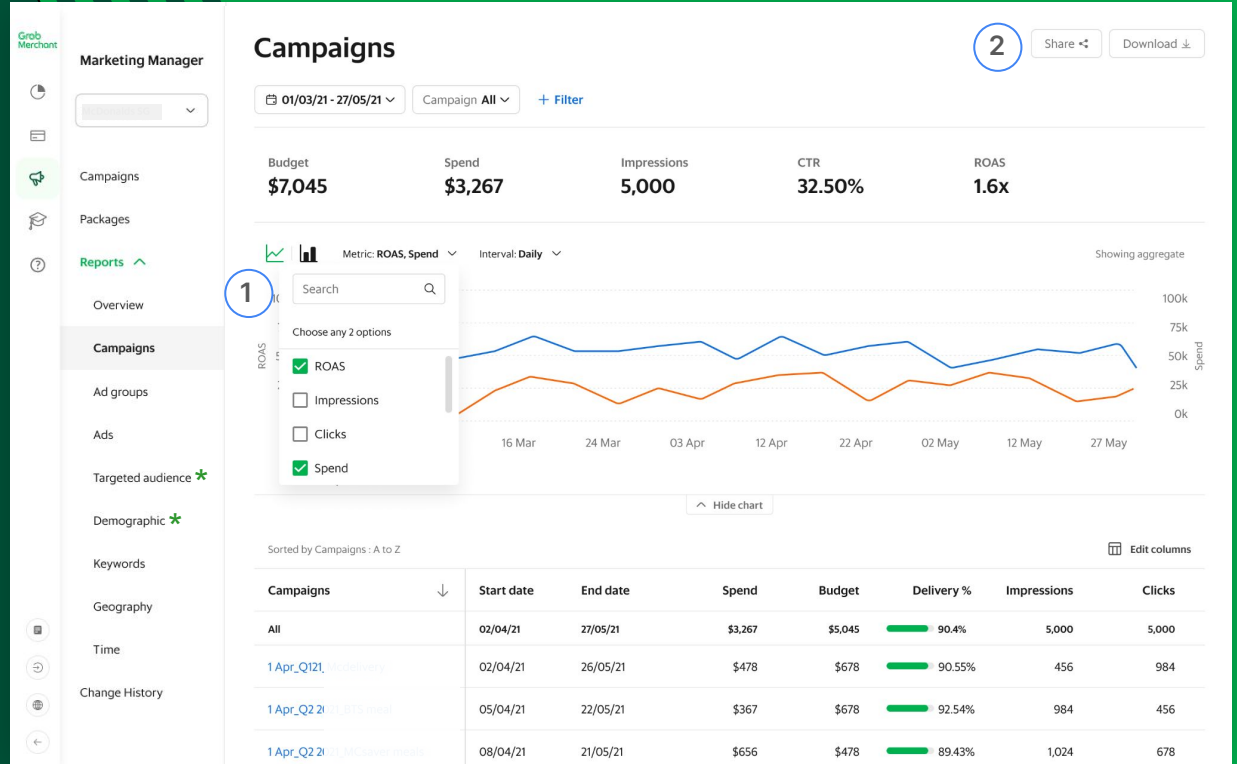 Grab
Merchant
Marketing Manager
Campaigns
Packages
Reports
Overview
Campaigns
Ad groups
Ads
Targeted audience *
Demographic *
Keywords
Geography
Time
Change History
Campaigns
2
Share
Download
01/03/21 - 27/05/21
Campaign All
+ Filter
Budget
$7,045
Spend
$3,267
Impressions
5,000
CTR
32.50%
ROAS
1.6x
Metric: ROAS, Spend
Interval: Daily
Showing aggregate
1
Search
Choose any 2 options
ROAS
Impressions
Clicks
Spend
ROAS
100k
75k
50k
25k
0k
Spend
16 Mar 24 Mar 03 Apr 12 Apr 22 Apr 02 May 12 May 27 May
Hide chart
Sorted by Campaigns : A to Z
Edit columns
Campaigns Start date End date Spend Budget Delivery % Impressions Clicks
All 02/04/21 27/05/21 $3,267 $5,045 90.4% 5,000 5,000
1 Apr_Q121_ 02/04/21 26/05/21 $478 $678 90.55% 456 984
1 Apr_Q2 2 05/04/21 22/05/21 $367 $678 92.54% 984 456
1 Apr_Q2 2 08/04/21 21/05/21 $656 $478 89.43% 1,024 678